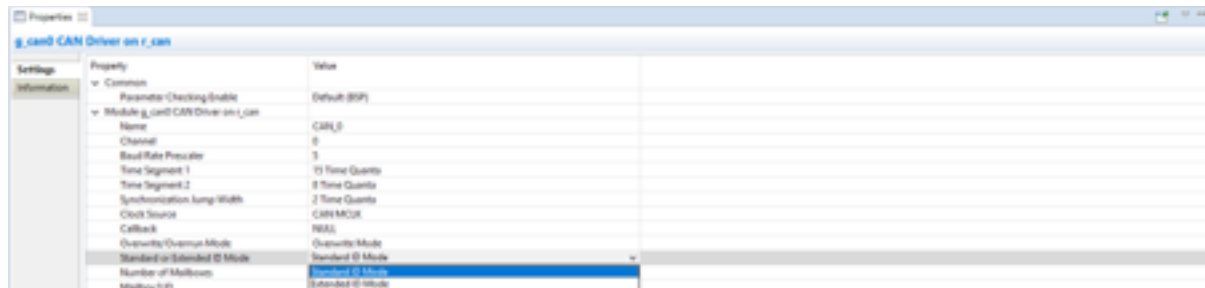 Properties
g_can0 CAN Driver on r_can
Settings
Information
Property Value
Common
Parameter Checking Enable Default (BSP)
Module g_can0 CAN Driver on r_can
Name CAN_0
Channel 0
Baud Rate Prescaler 5
Time Segment 1 15 Time Quanta
Time Segment 2 8 Time Quanta
Synchronization Jump Width 2 Time Quanta
Clock Source CAN MCLK
Callback NULL
Overwrite/Overrun Mode Overwrite Mode
Standard or Extended ID Mode Standard ID Mode
Number of Mailboxes Standard ID Mode
Extended ID Mode